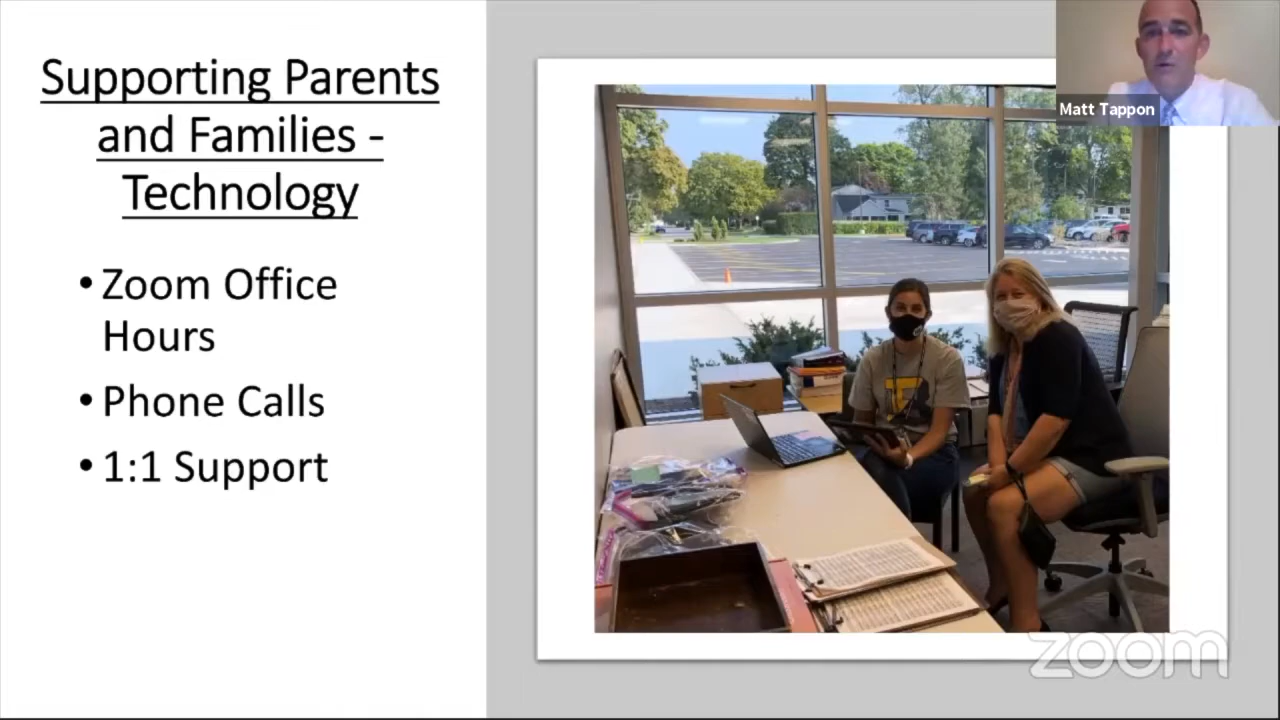 Supporting Parents
and Families -
Technology
• Zoom Office
Hours
• Phone Calls
• 1:1 Support
Matt Tappon
zoom